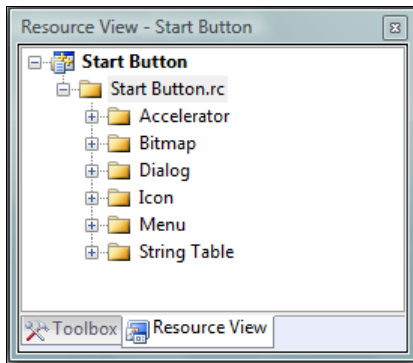 Resource View - Start Button
Start Button
Start Button.rc
Accelerator
Bitmap
Dialog
Icon
Menu
String Table
Toolbox Resource View